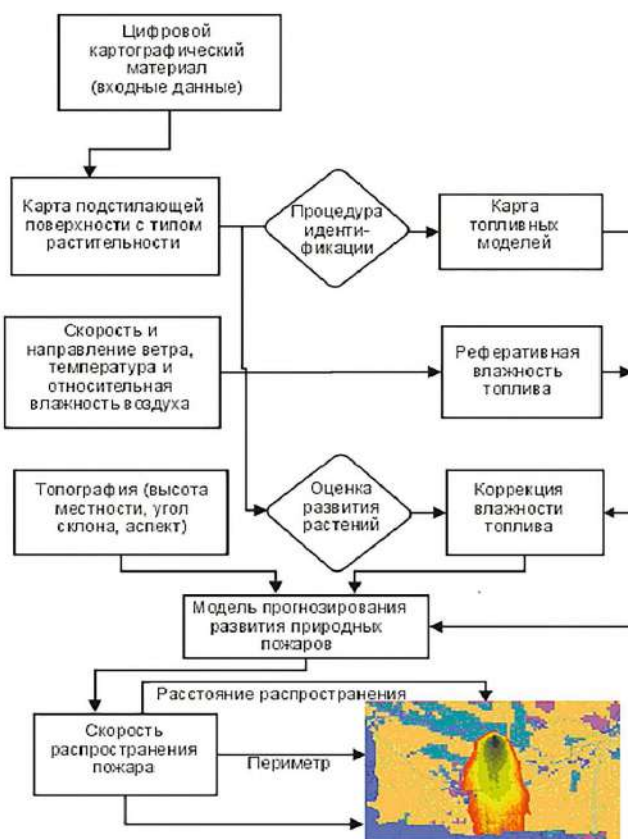 Цифровой
картографический
материал
(входные данные)
Карта подстилающей
поверхности с типом
растительности
Процедура
иденти-
фикации
Карта
топливных
моделей
Скорость и
направление ветра,
температура и
относительная
влажность воздуха
Реферативная
влажность
топлива
Топография (высота
местности, угол
склона, аспект)
Оценка
развития
растений
Коррекция
влажности
топлива
Модель прогнозирования
развития природных
пожаров
Расстояние распространения
Скорость
распространения
пожара
Периметр